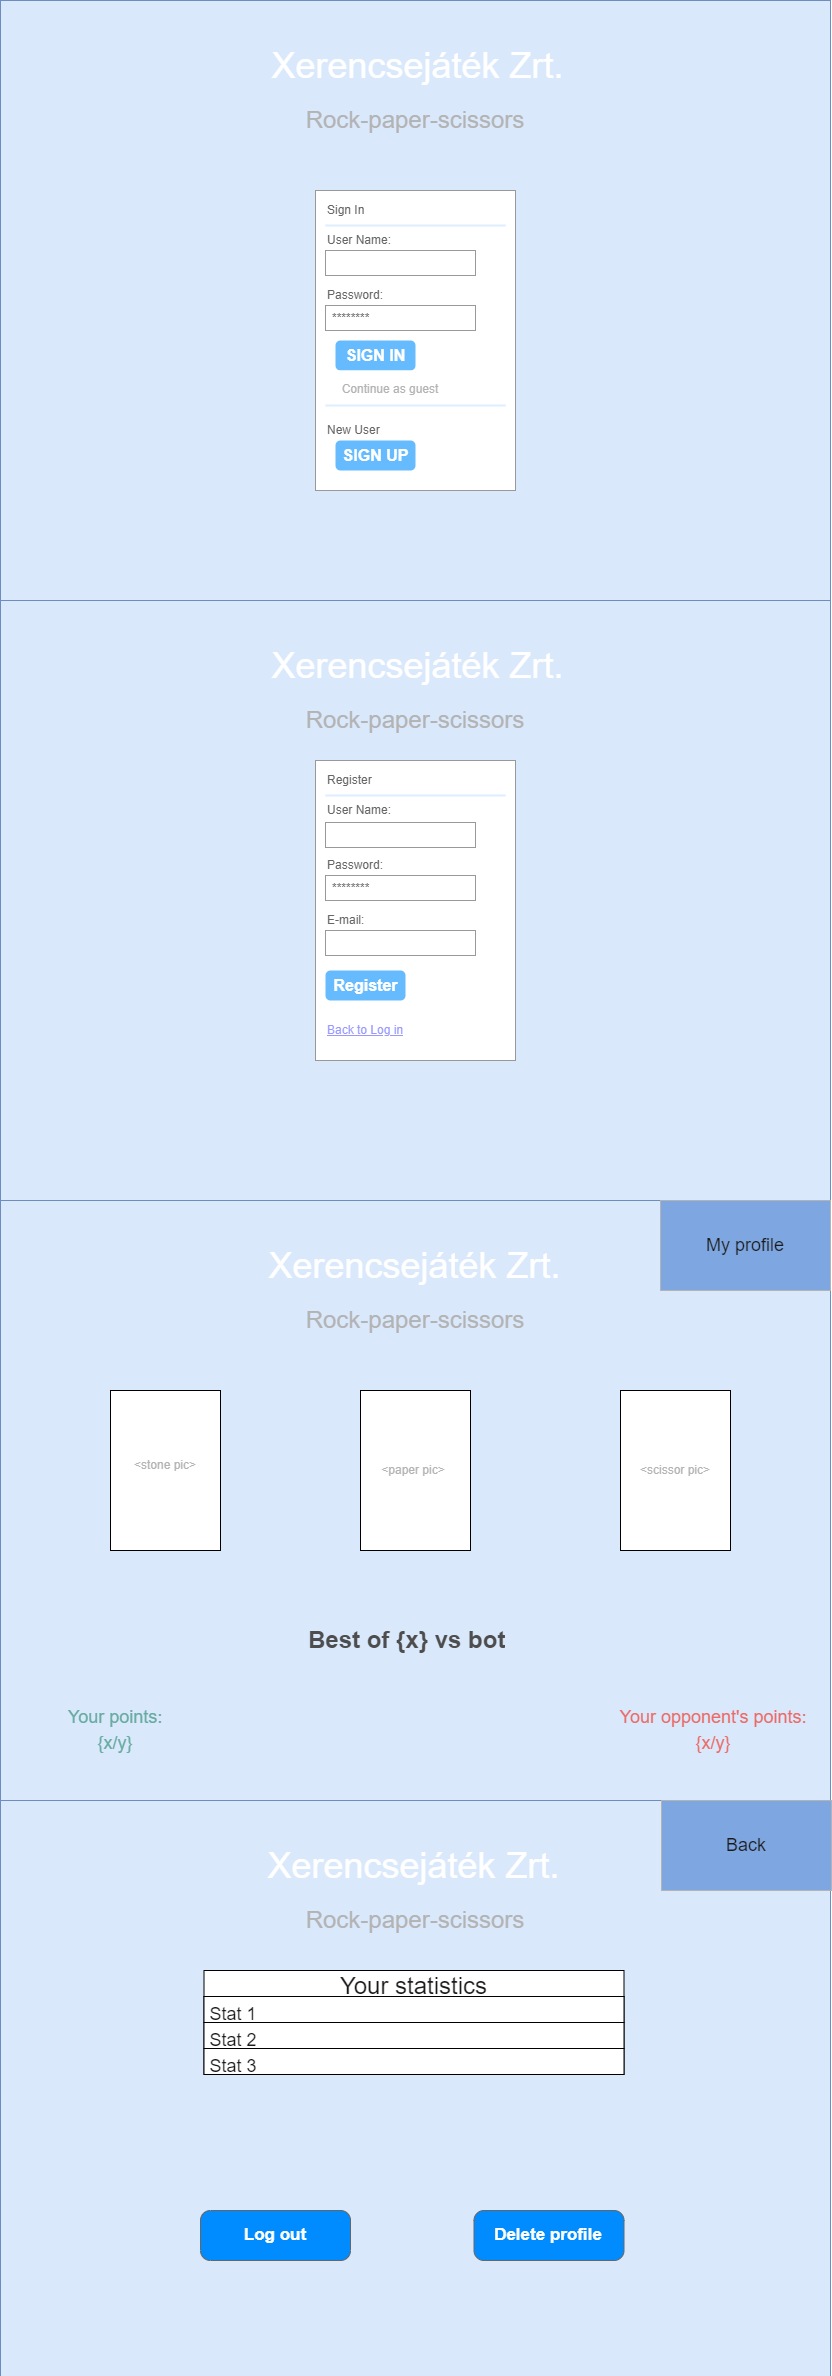 Xerencsejáték Zrt.
Rock-paper-scissors
Sign In
User Name:
Password:
********
SIGN IN
Continue as guest
New User
SIGN UP
Xerencsejáték Zrt.
Rock-paper-scissors
Register
User Name:
Password:
********
E-mail:
Register
Back to Log in
My profile
Xerencsejáték Zrt.
Rock-paper-scissors
<stone pic>
<paper pic>
<scissor pic>
Best of {x} vs bot
Your points:
{x/y}
Your opponent's points:
{x/y}
Back
Xerencsejáték Zrt.
Rock-paper-scissors
Your statistics
Stat 1
Stat 2
Stat 3
Log out
Delete profile